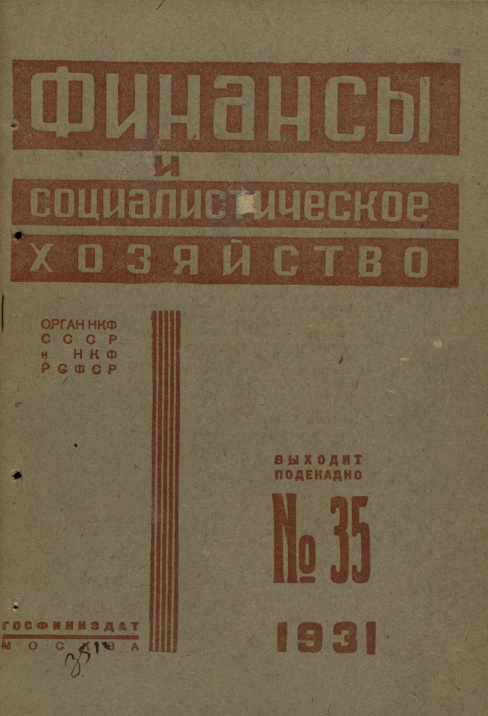 Финансы
и
социалистическое
хозяйство
ОРГАН НКФ
СССР
и НКФ
РСФСР
ВЫХОДИТ
ПОДЕКАДНО
№ 35
1931
ГОСФИНИЗДАТ
МОСКВА